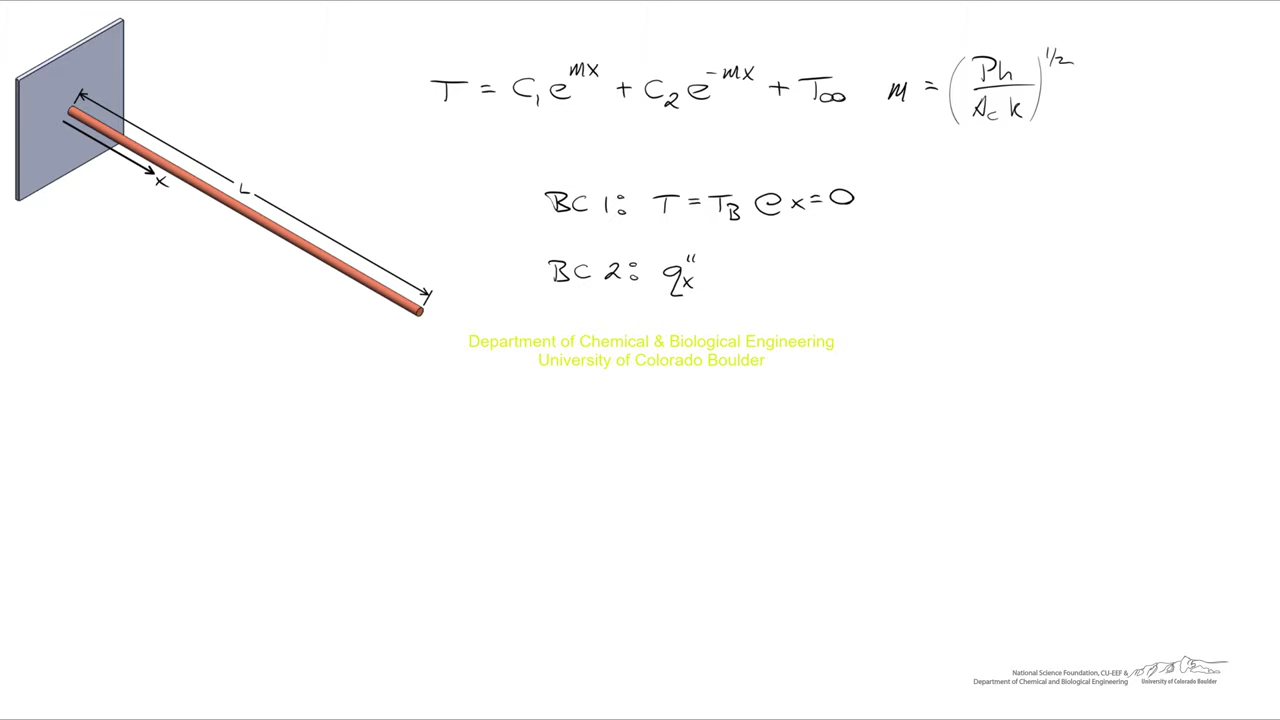 T = C₁e^{mx} + C₂e^{-mx} + T∞   m = (Ph / A_c k)^{1/2}
L
x
BC 1: T = T_B @ x = 0
BC 2: q''_x
Department of Chemical & Biological Engineering
University of Colorado Boulder
National Science Foundation, CU-EEF &
Department of Chemical and Biological Engineering
University of Colorado Boulder